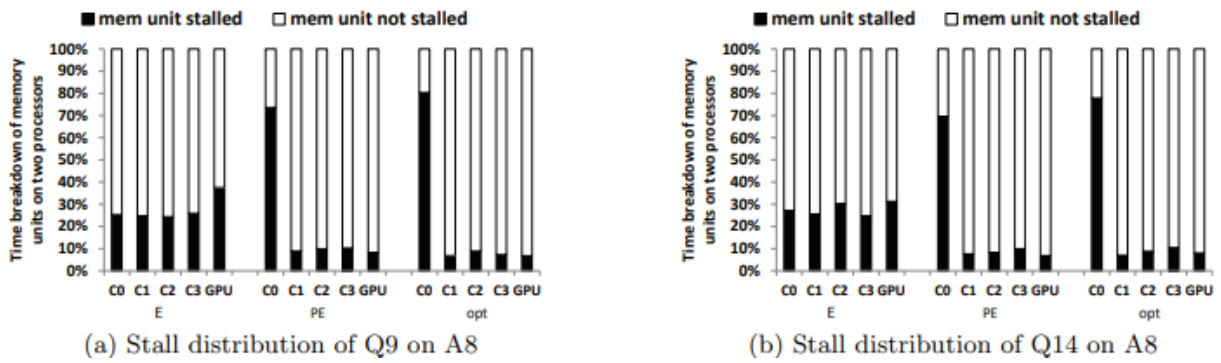 mem unit stalled mem unit not stalled
Time breakdown of memory
units on two processors
100%
90%
80%
70%
60%
50%
40%
30%
20%
10%
0%
C0 C1 C2 C3 GPU C0 C1 C2 C3 GPU C0 C1 C2 C3 GPU
E PE opt
(a) Stall distribution of Q9 on A8
mem unit stalled mem unit not stalled
Time breakdown of memory
units on two processors
100%
90%
80%
70%
60%
50%
40%
30%
20%
10%
0%
C0 C1 C2 C3 GPU C0 C1 C2 C3 GPU C0 C1 C2 C3 GPU
E PE opt
(b) Stall distribution of Q14 on A8